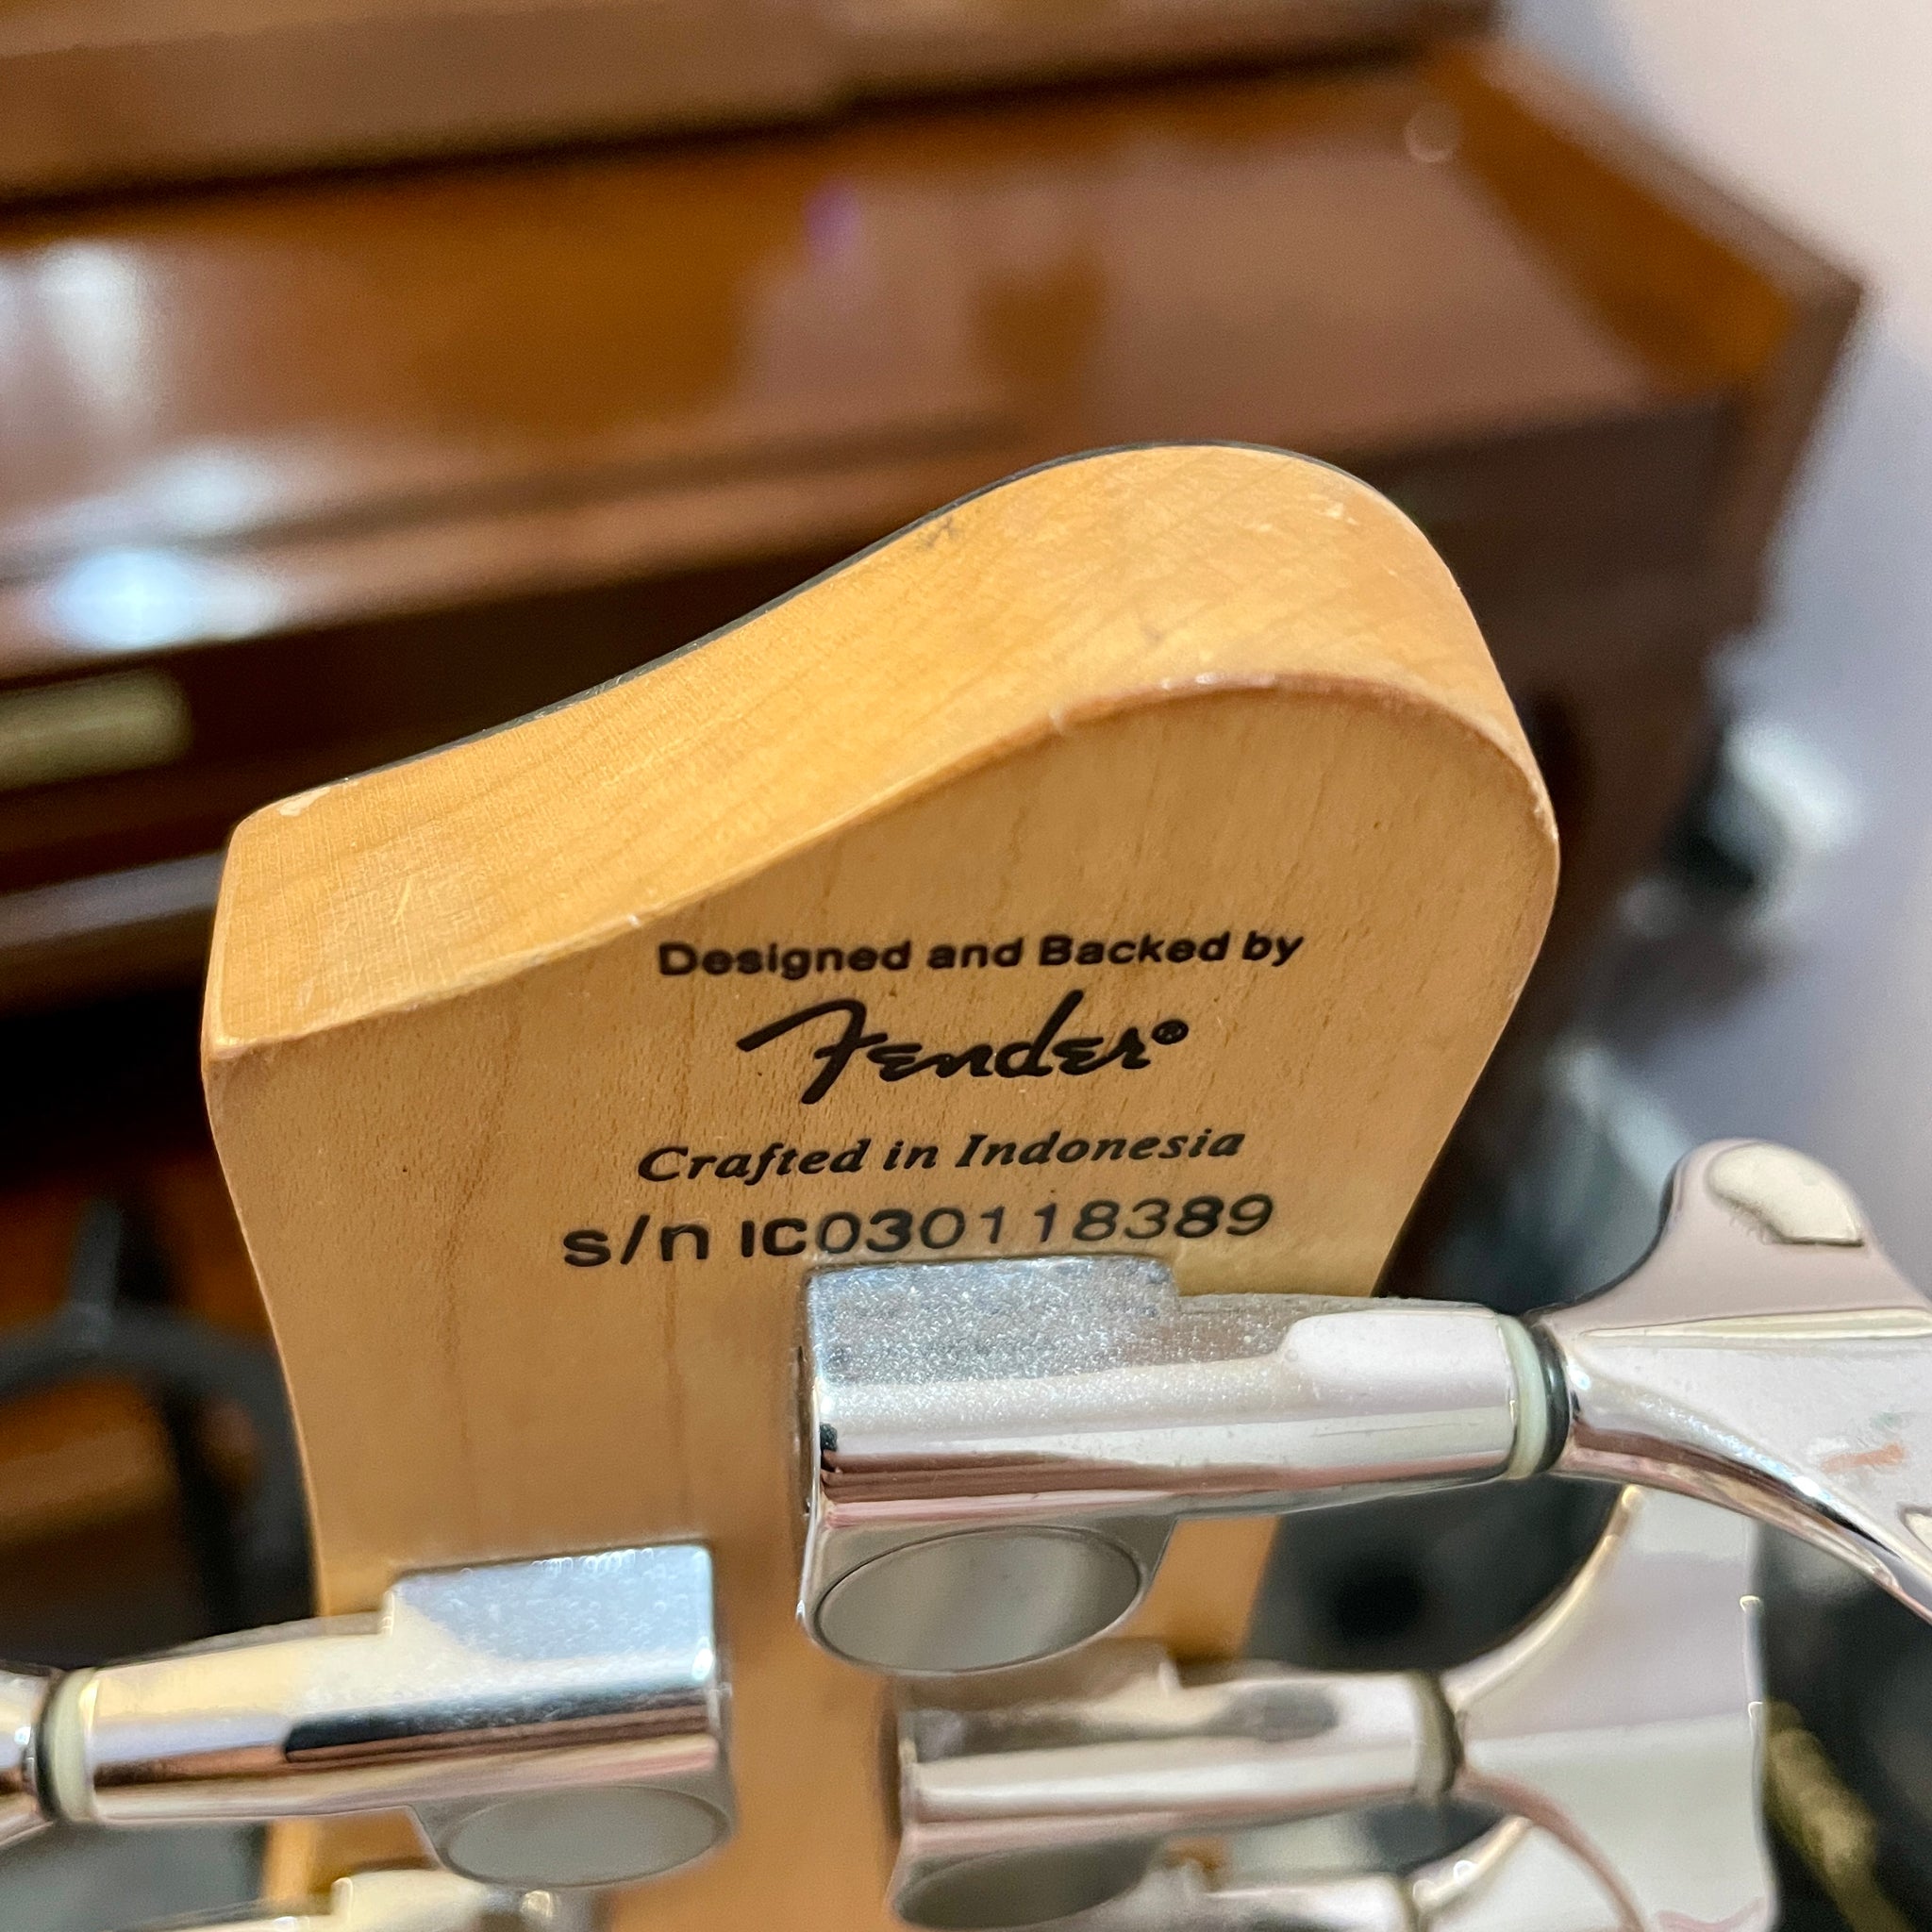 Designed and Backed by
Fender®
Crafted in Indonesia
s/n IC030118389